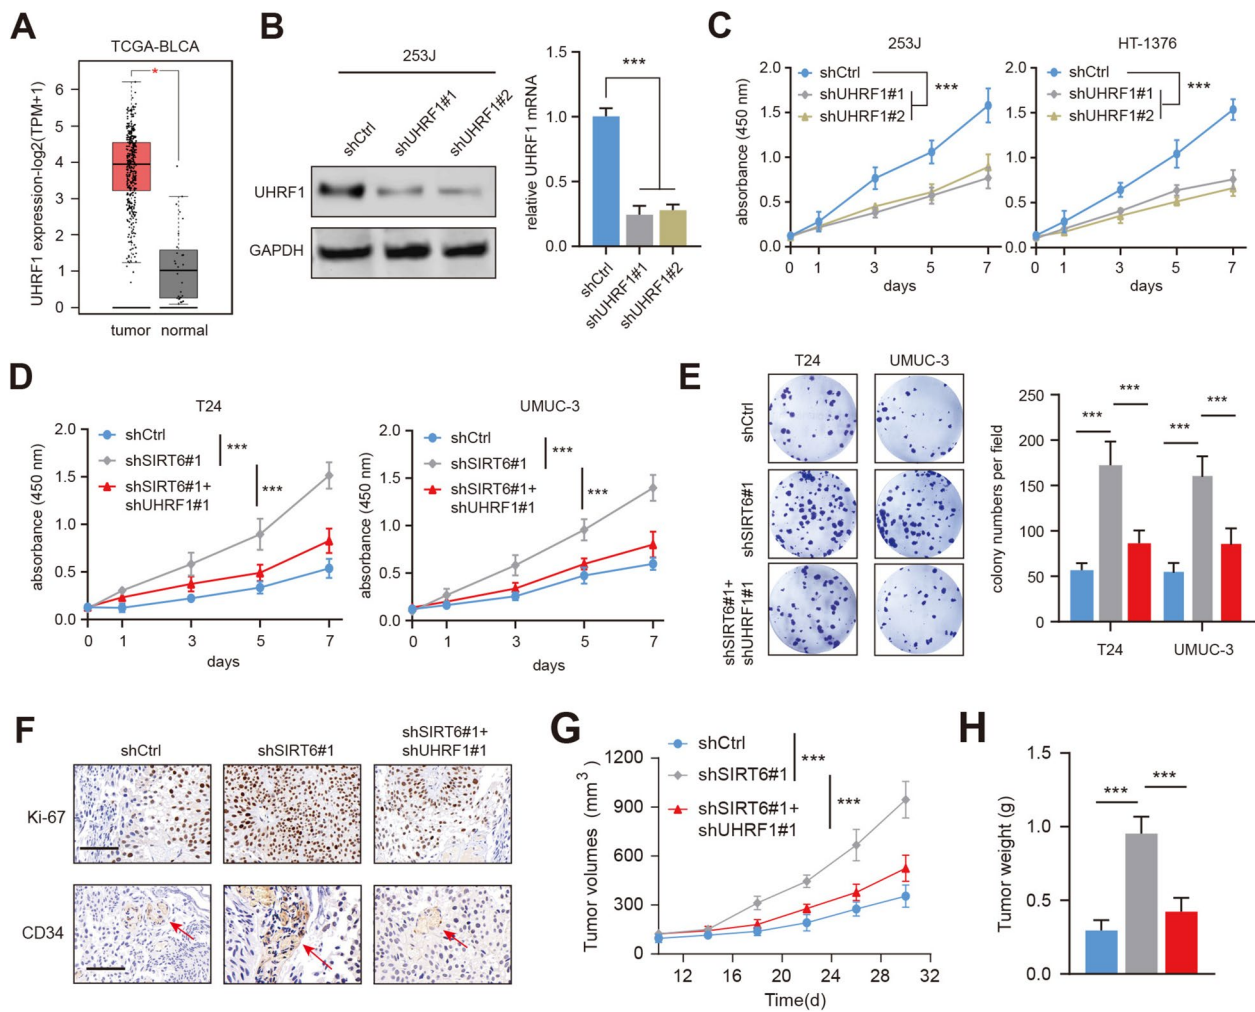 A
TCGA-BLCA
*
UHRF1 expression-log2(TPM+1)
6
5
4
3
2
1
0
tumor normal
B
253J
shCtrl
shUHRF1#1
shUHRF1#2
UHRF1
GAPDH
relative UHRF1 mRNA
1.5
1.0
0.5
0.0
***
shCtrl
shUHRF1#1
shUHRF1#2
C
253J
absorbance (450 nm)
2.0
1.5
1.0
0.5
0.0
shCtrl
shUHRF1#1
shUHRF1#2
***
0 1 3 5 7
days
HT-1376
2.0
1.5
1.0
0.5
0.0
shCtrl
shUHRF1#1
shUHRF1#2
***
0 1 3 5 7
days
D
T24
absorbance (450 nm)
2.0
1.5
1.0
0.5
0.0
shCtrl
shSIRT6#1
shSIRT6#1+
shUHRF1#1
***
***
0 1 3 5 7
days
UMUC-3
absorbance (450 nm)
2.0
1.5
1.0
0.5
0.0
shCtrl
shSIRT6#1
shSIRT6#1+
shUHRF1#1
***
***
0 1 3 5 7
days
E
T24 UMUC-3
shCtrl
shSIRT6#1
shSIRT6#1+
shUHRF1#1
colony numbers per field
250
200
150
100
50
0
***
***
***
***
T24 UMUC-3
F
shCtrl shSIRT6#1 shSIRT6#1+
shUHRF1#1
Ki-67
CD34
G
Tumor volumes (mm3)
1200
900
600
300
0
shCtrl
shSIRT6#1
shSIRT6#1+
shUHRF1#1
***
***
12 16 20 24 28 32
Time(d)
H
Tumor weight (g)
1.5
1.0
0.5
0.0
***
***